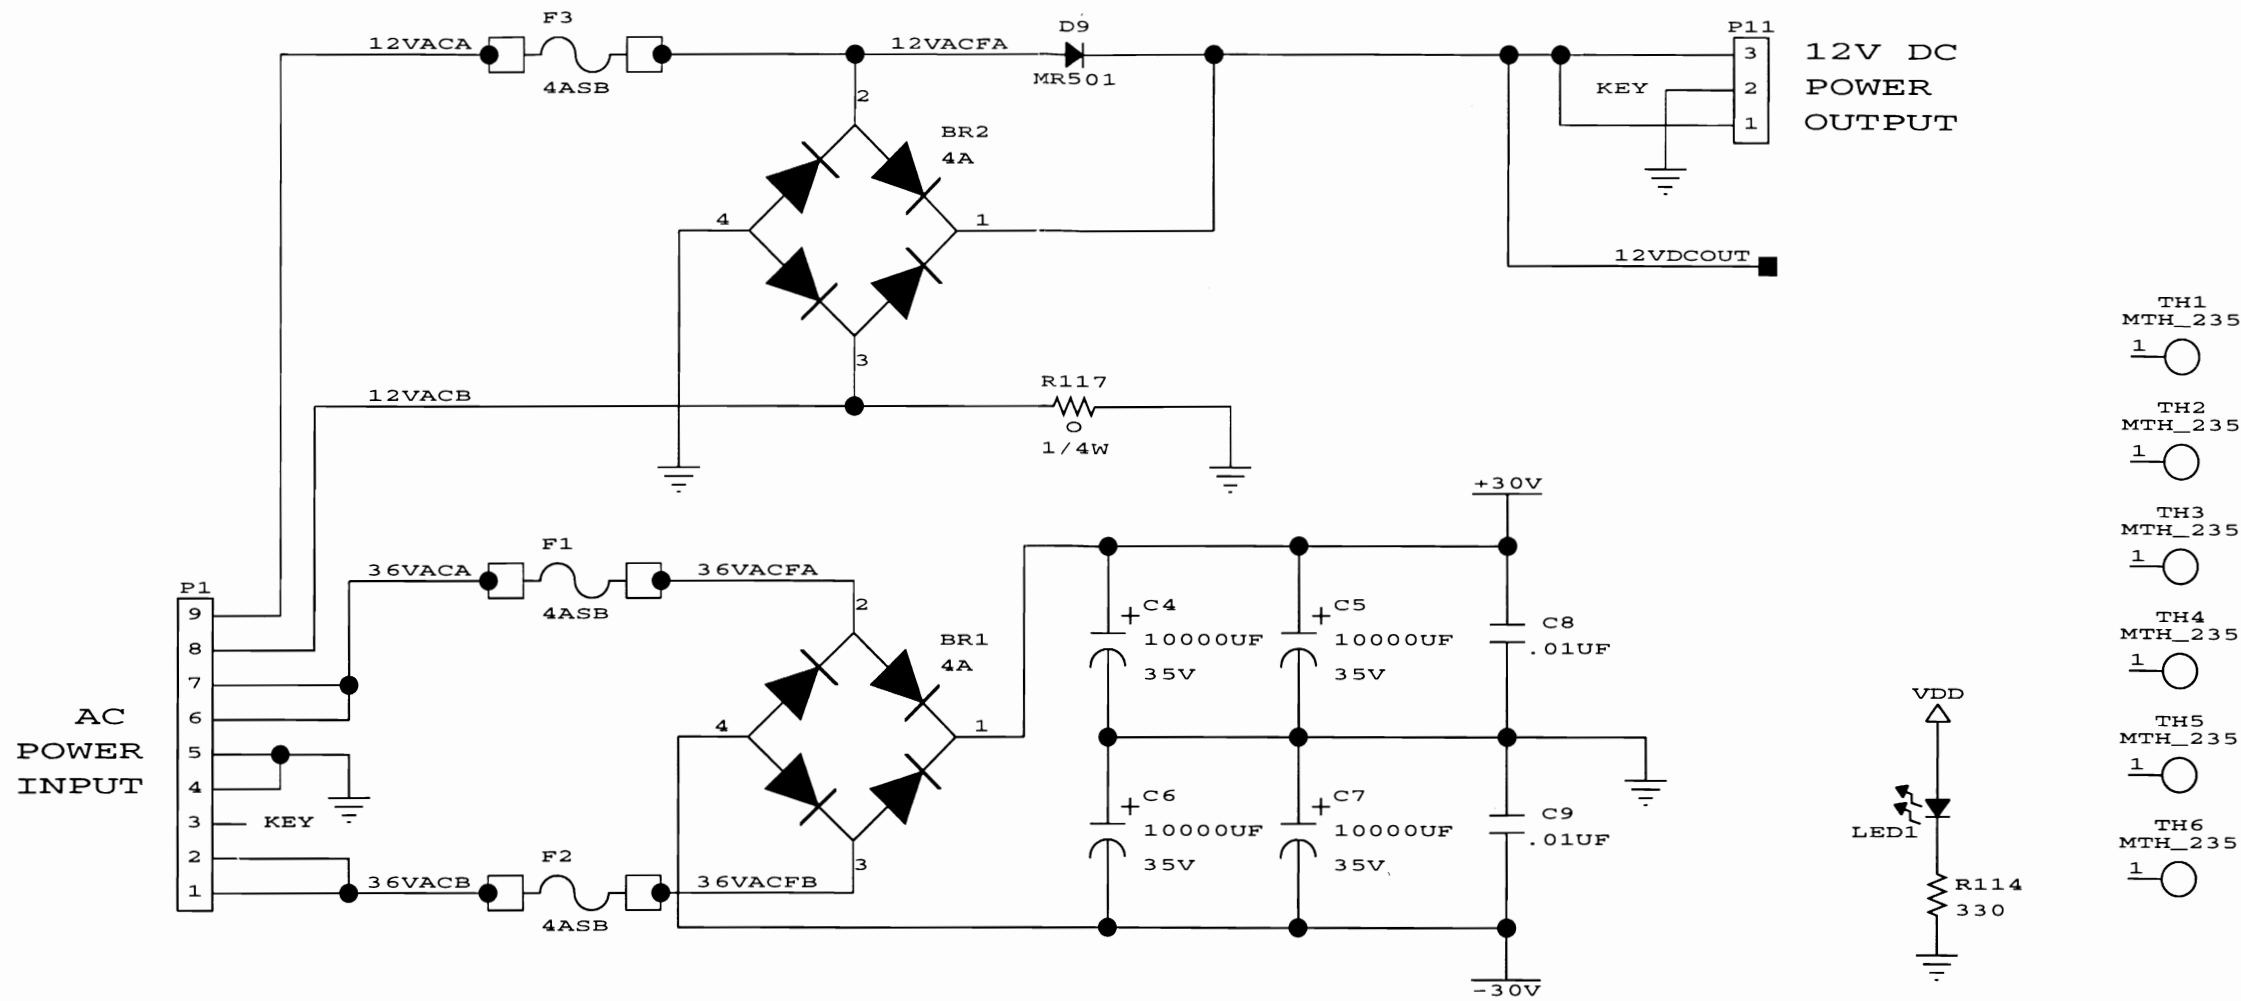 F3
12VACA
4ASB
12VACFA
D9
MR501
P11
3
2
1
KEY
12V DC
POWER
OUTPUT
2
BR2
4A
4
1
3
12VDCOUT
12VACB
R117
0
1/4W
TH1
MTH_235
1
TH2
MTH_235
1
TH3
MTH_235
1
TH4
MTH_235
1
TH5
MTH_235
1
TH6
MTH_235
1
AC
POWER
INPUT
P1
9
8
7
6
5
4
3
2
1
KEY
36VACA
F1
4ASB
36VACFA
2
BR1
4A
4
1
3
36VACB
F2
4ASB
36VACFB
+30V
+
C4
10000UF
35V
+
C5
10000UF
35V
C8
.01UF
+
C6
10000UF
35V
+
C7
10000UF
35V
C9
.01UF
-30V
VDD
LED1
R114
330